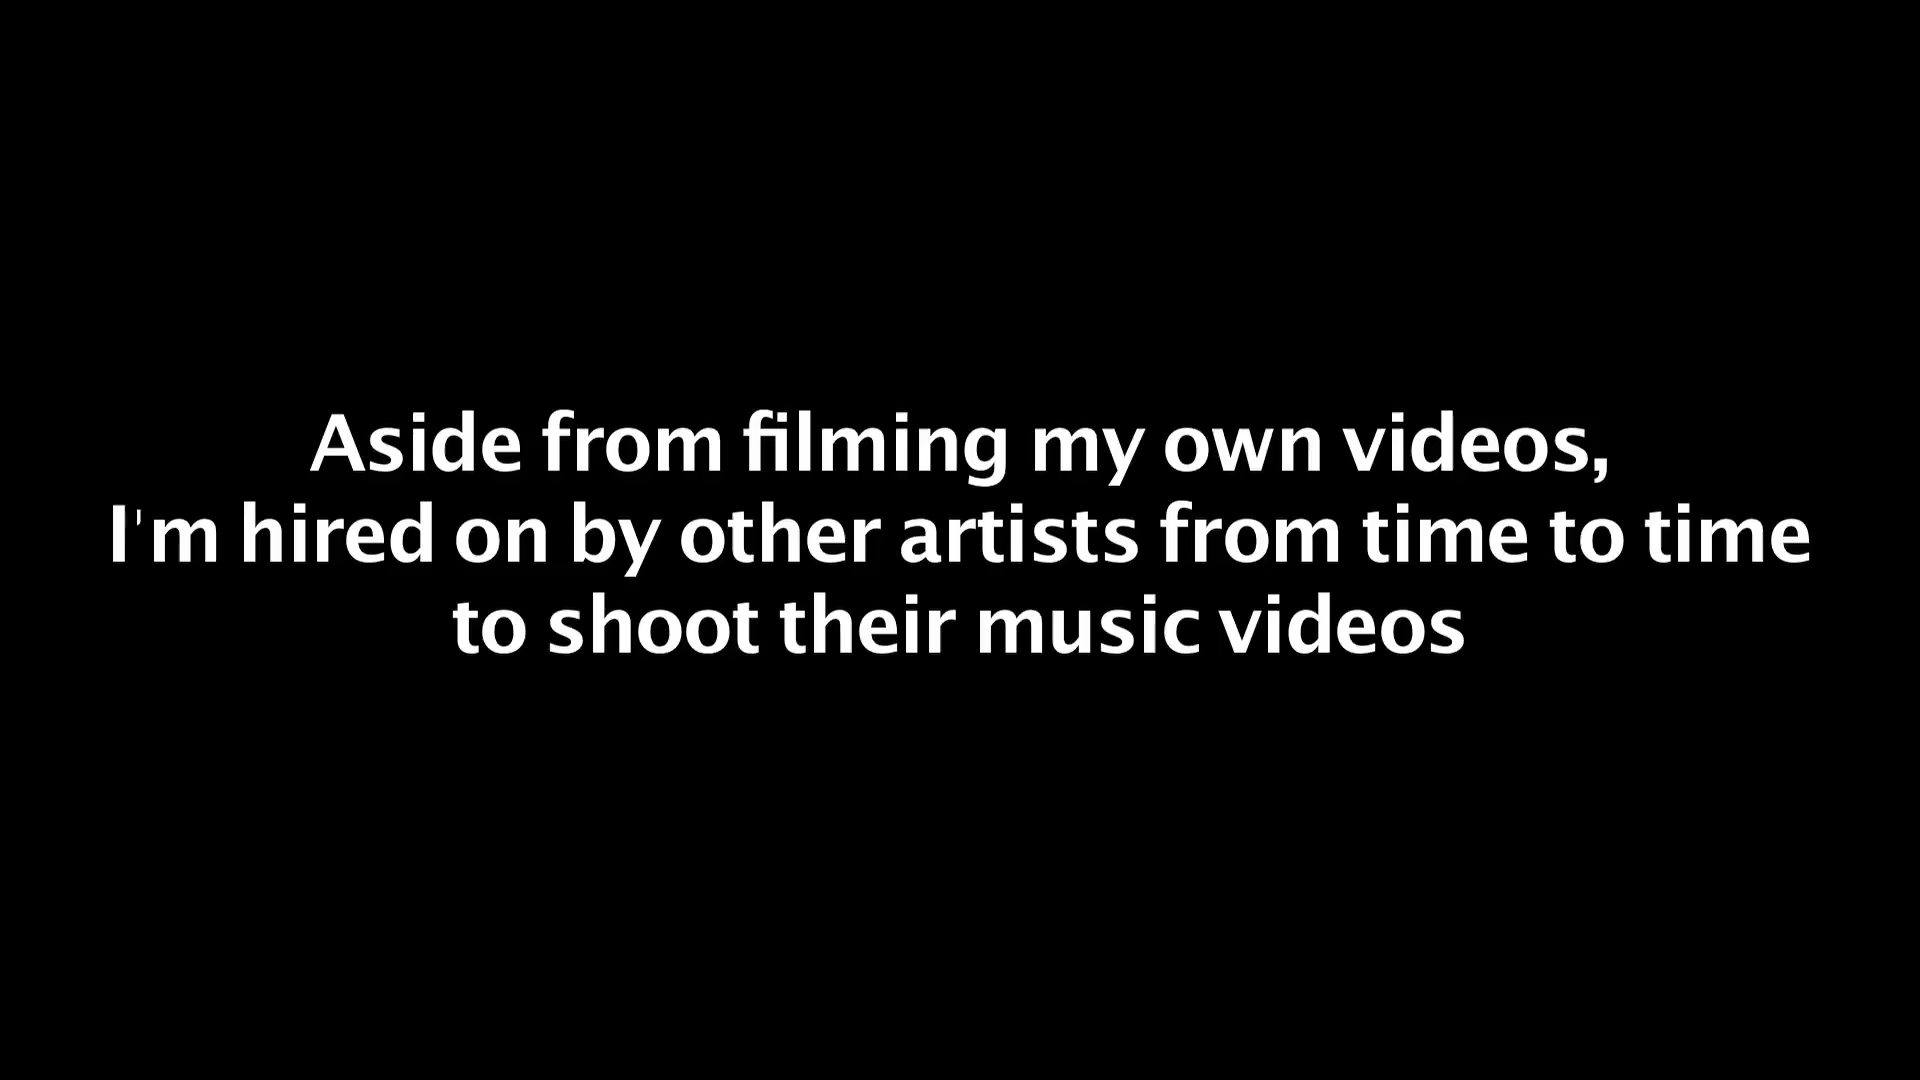 Aside from filming my own videos,
I'm hired on by other artists from time to time
to shoot their music videos